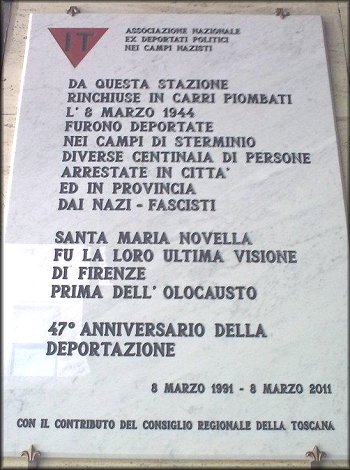 IT
ASSOCIAZIONE NAZIONALE
EX DEPORTATI POLITICI
NEI CAMPI NAZISTI
DA QUESTA STAZIONE
RINCHIUSE IN CARRI PIOMBATI
L' 8 MARZO 1944
FURONO DEPORTATE
NEI CAMPI DI STERMINIO
DIVERSE CENTINAIA DI PERSONE
ARRESTATE IN CITTA'
ED IN PROVINCIA
DAI NAZI - FASCISTI
SANTA MARIA NOVELLA
FU LA LORO ULTIMA VISIONE
DI FIRENZE
PRIMA DELL' OLOCAUSTO
47° ANNIVERSARIO DELLA
DEPORTAZIONE
8 MARZO 1991 - 8 MARZO 2011
CON IL CONTRIBUTO DEL CONSIGLIO REGIONALE DELLA TOSCANA